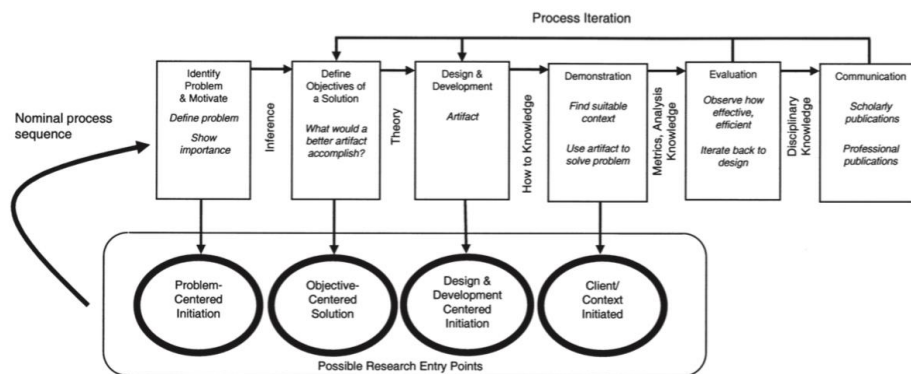 Process Iteration
Nominal process
sequence
Identify
Problem
& Motivate
Define problem
Show
importance
Inference
Define
Objectives of
a Solution
What would a
better artifact
accomplish?
Theory
Design &
Development
Artifact
How to Knowledge
Demonstration
Find suitable
context
Use artifact to
solve problem
Metrics, Analysis
Knowledge
Evaluation
Observe how
effective,
efficient
Iterate back to
design
Disciplinary
Knowledge
Communication
Scholarly
publications
Professional
publications
Problem-
Centered
Initiation
Objective-
Centered
Solution
Design &
Development
Centered
Initiation
Client/
Context
Initiated
Possible Research Entry Points